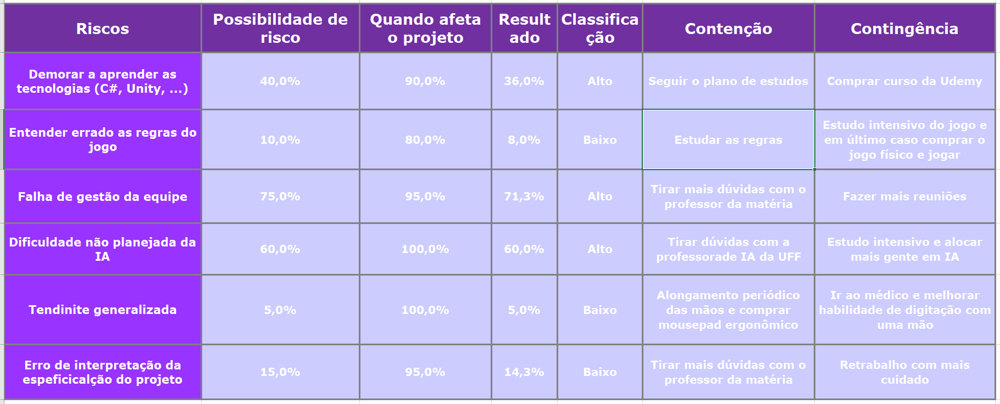 Riscos
Possibilidade de
risco
Quando afeta
o projeto
Result
ado
Classifica
ção
Contenção
Contingência
Demorar a aprender as
tecnologias (C#, Unity, ...)
40,0%
90,0%
36,0%
Alto
Seguir o plano de estudos
Comprar curso da Udemy
Entender errado as regras do
jogo
10,0%
80,0%
8,0%
Baixo
Estudar as regras
Estudo intensivo do jogo e
em último caso comprar o
jogo físico e jogar
Falha de gestão da equipe
75,0%
95,0%
71,3%
Alto
Tirar mais dúvidas com o
professor da matéria
Fazer mais reuniões
Dificuldade não planejada da
IA
60,0%
100,0%
60,0%
Alto
Tirar dúvidas com a
professorade IA da UFF
Estudo intensivo e alocar
mais gente em IA
Tendinite generalizada
5,0%
100,0%
5,0%
Baixo
Alongamento periódico
das mãos e comprar
mousepad ergonômico
Ir ao médico e melhorar
habilidade de digitação com
uma mão
Erro de interpretação da
espeficicalção do projeto
15,0%
95,0%
14,3%
Baixo
Tirar mais dúvidas com o
professor da matéria
Retrabalho com mais
cuidado